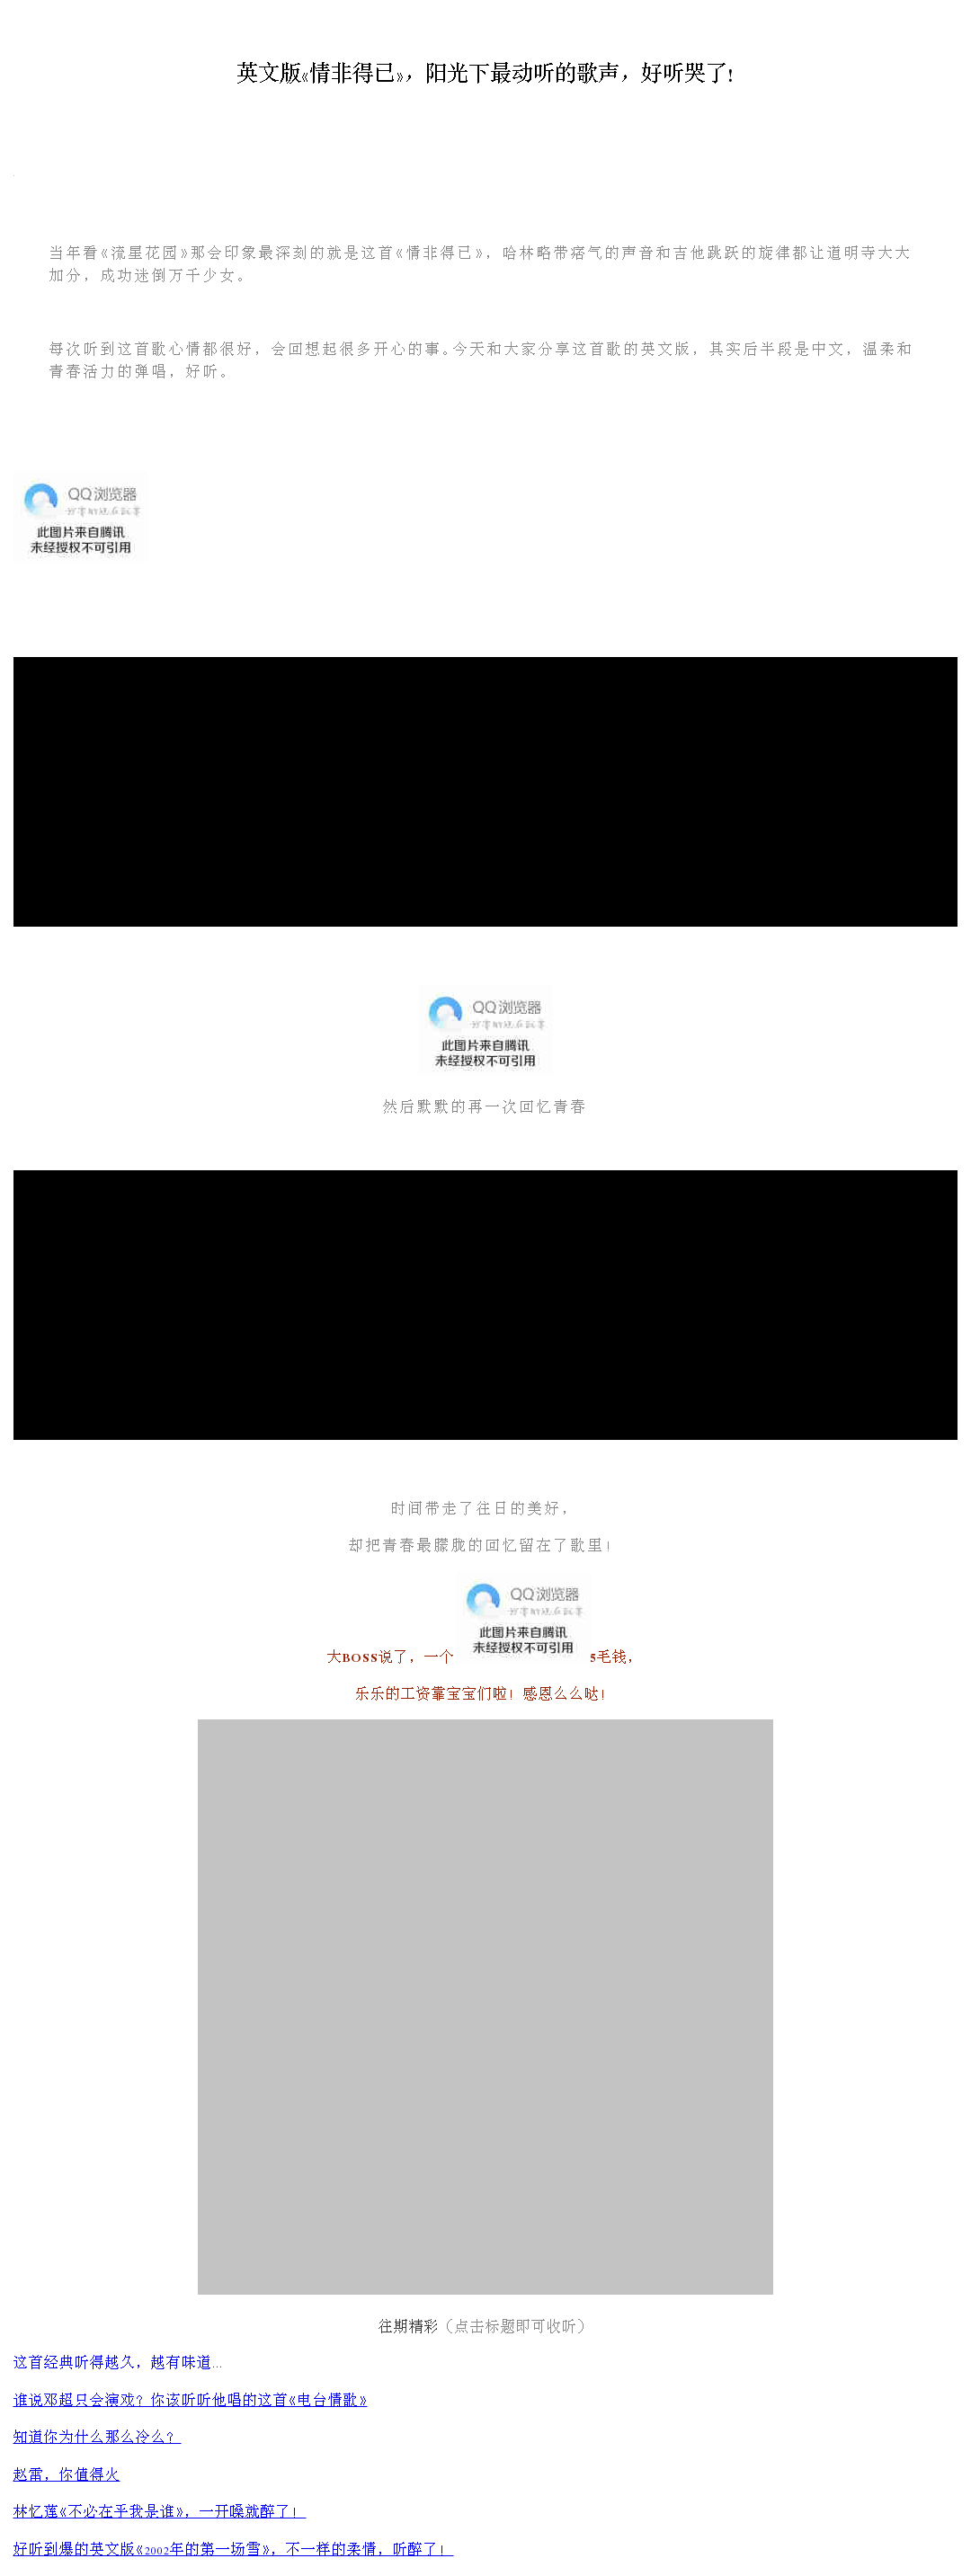 英文版《情非得已》，阳光下最动听的歌声，好听哭了!
当年看《流星花园》那会印象最深刻的就是这首《情非得已》，哈林略带痞气的声音和吉他跳跃的旋律都让道明寺大大
加分，成功迷倒万千少女。
每次听到这首歌心情都很好，会回想起很多开心的事。今天和大家分享这首歌的英文版，其实后半段是中文，温柔和
青春活力的弹唱，好听。
QQ浏览器
此图片来自腾讯
未经授权不可引用
QQ浏览器
此图片来自腾讯
未经授权不可引用
然后默默的再一次回忆青春
时间带走了往日的美好，
却把青春最朦胧的回忆留在了歌里！
QQ浏览器
此图片来自腾讯
未经授权不可引用
大BOSS说了，一个 5毛钱，
乐乐的工资靠宝宝们啦！感恩么么哒！
往期精彩（点击标题即可收听）
这首经典听得越久，越有味道...
谁说邓超只会演戏？你该听听他唱的这首《电台情歌》
知道你为什么那么冷么？
赵雷，你值得火
林忆莲《不必在乎我是谁》，一开嗓就醉了！
好听到爆的英文版《2002年的第一场雪》，不一样的柔情，听醉了！